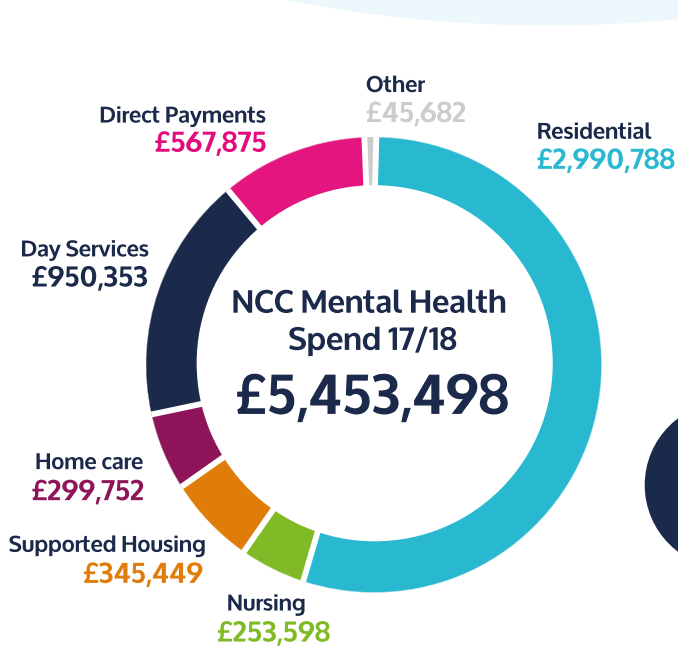 Other
£45,682
Direct Payments
£567,875
Residential
£2,990,788
Day Services
£950,353
NCC Mental Health
Spend 17/18
£5,453,498
Home care
£299,752
Supported Housing
£345,449
Nursing
£253,598